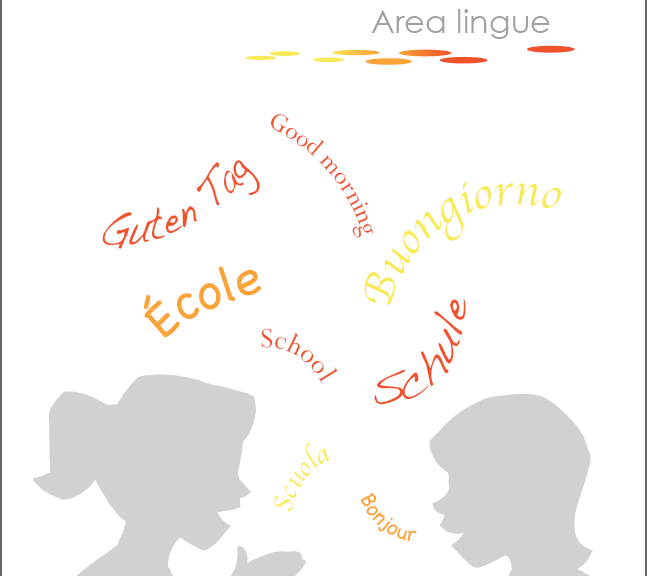 Area lingue
Good morning
Guten Tag
Buongiorno
École
School
Schule
Scuola
Bonjour